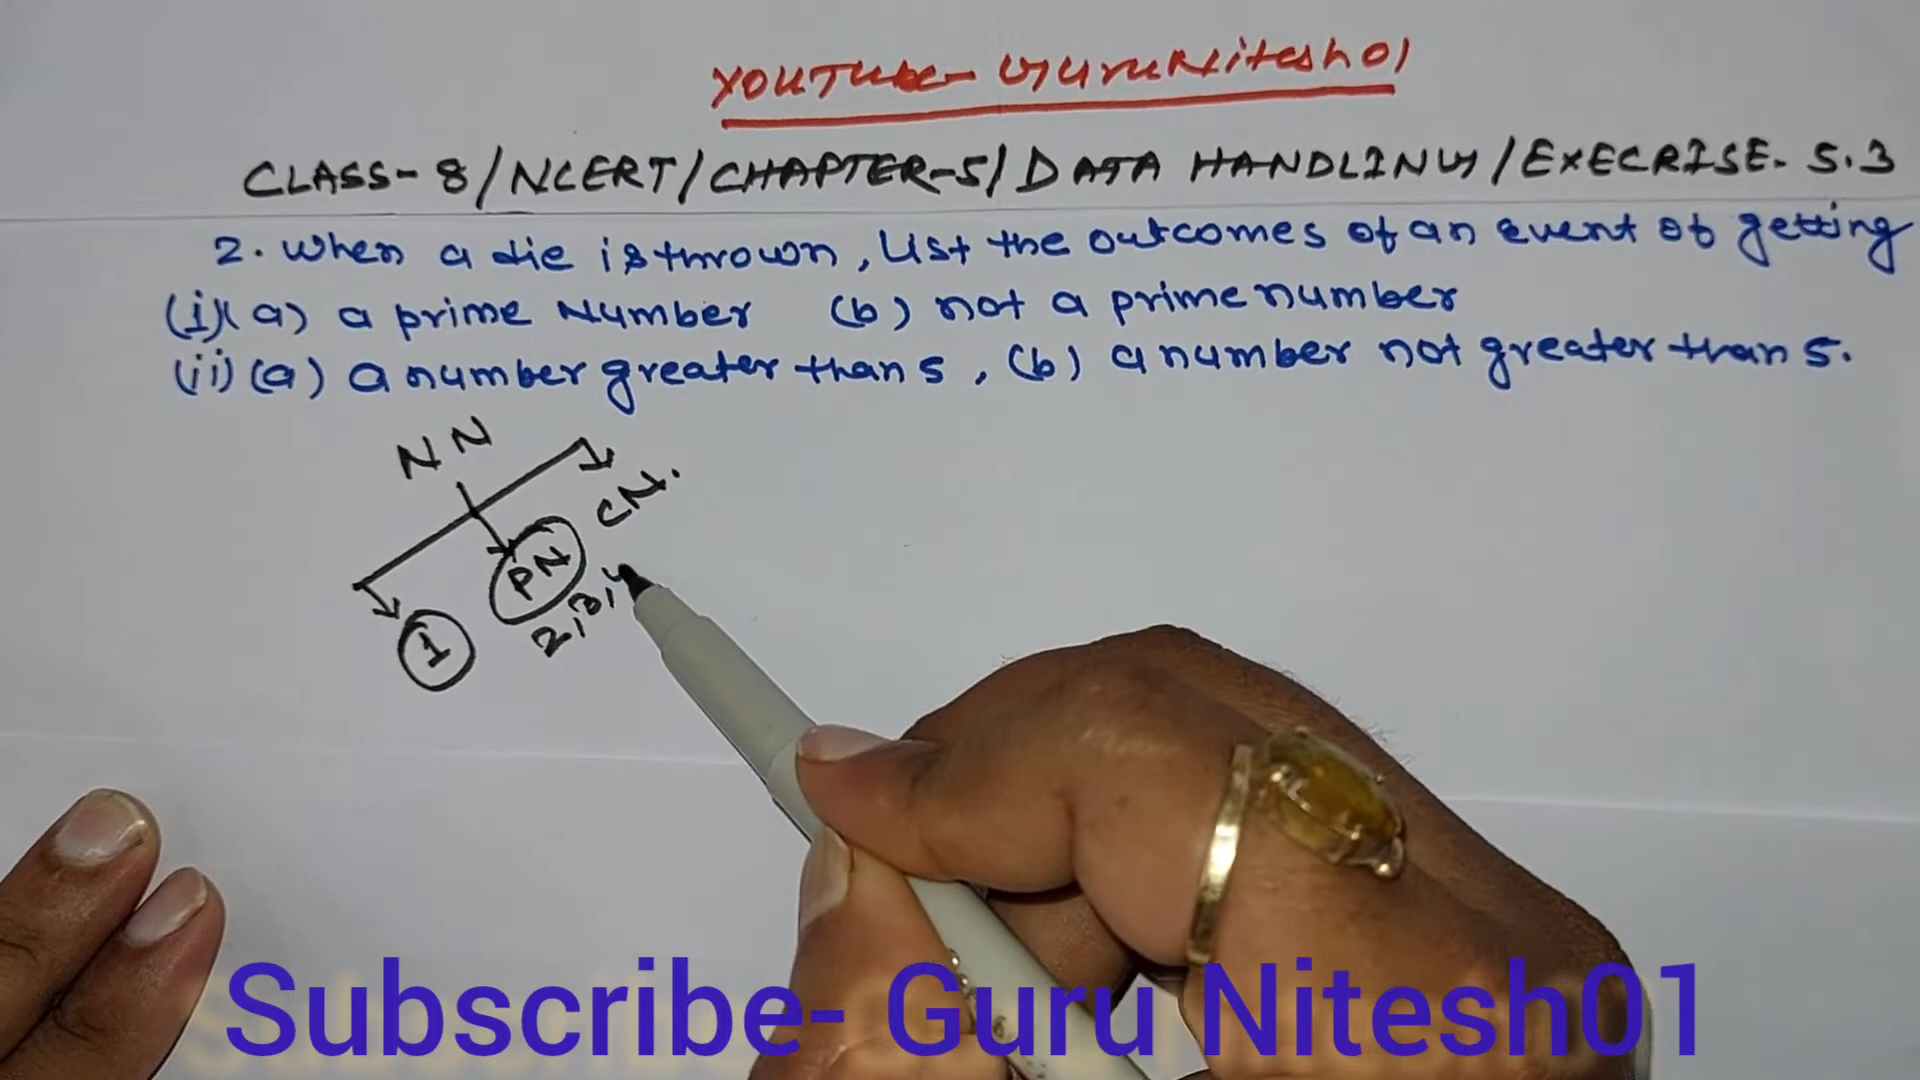 YOUTube- GuruNitesh01
CLASS- 8/NCERT/CHAPTER-5/DATA HANDLING/EXECRISE- 5.3
2. When a die is thrown, list the outcomes of an event of getting
(i)(a) a prime Number (b) not a prime number
(ii) (a) a number greater than 5, (b) a number not greater than 5.
NN
CN.
PN
2,3,
1
Subscribe- Guru Nitesh01